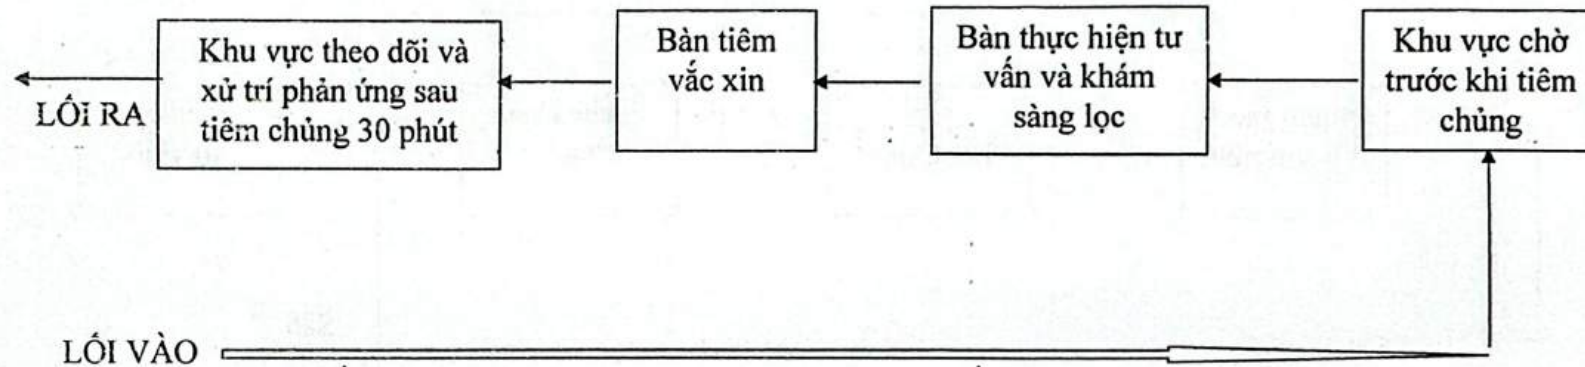 Khu vực theo dõi và
xử trí phản ứng sau
tiêm chủng 30 phút
Bàn tiêm
vắc xin
Bàn thực hiện tư
vấn và khám
sàng lọc
Khu vực chờ
trước khi tiêm
chủng
LỐI RA
LỐI VÀO